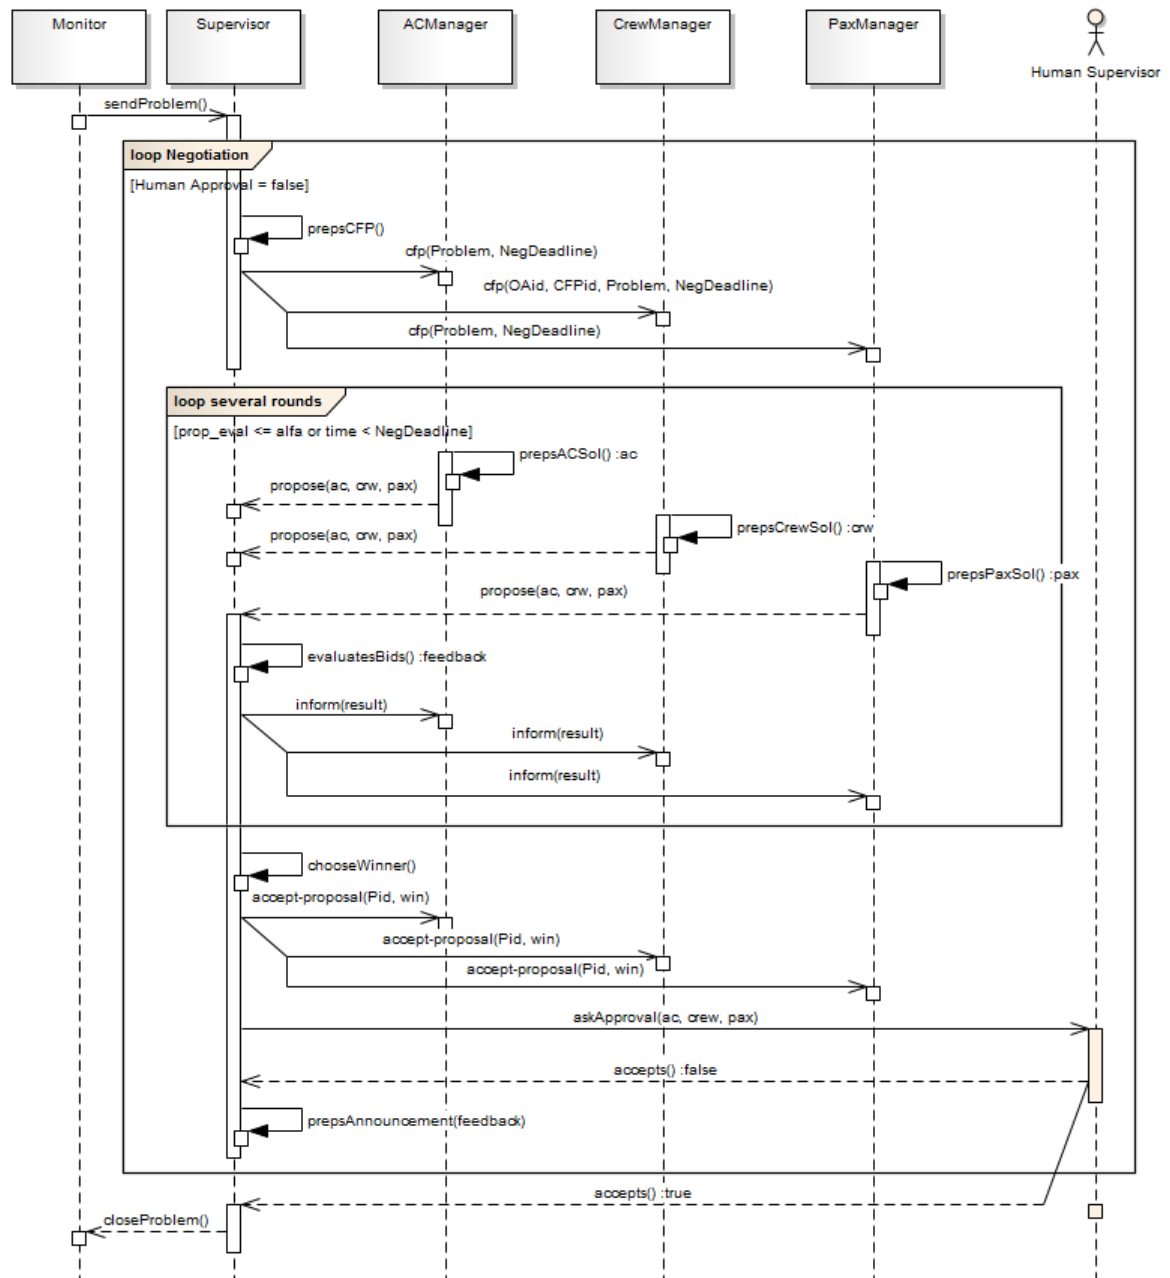 Monitor
Supervisor
ACManager
CrewManager
PaxManager
Human Supervisor
sendProblem()
loop Negotiation
[Human Approval = false]
prepsCFP()
cfp(Problem, NegDeadline)
cfp(OAid, CFPid, Problem, NegDeadline)
cfp(Problem, NegDeadline)
loop several rounds
[prop_eval <= alfa or time < NegDeadline]
prepsACSol() :ac
propose(ac, crw, pax)
prepsCrewSol() :crw
propose(ac, crw, pax)
prepsPaxSol() :pax
propose(ac, crw, pax)
evaluatesBids() :feedback
inform(result)
inform(result)
inform(result)
chooseWinner()
accept-proposal(Pid, win)
accept-proposal(Pid, win)
accept-proposal(Pid, win)
askApproval(ac, crew, pax)
accepts() :false
prepsAnnouncement(feedback)
accepts() :true
closeProblem()